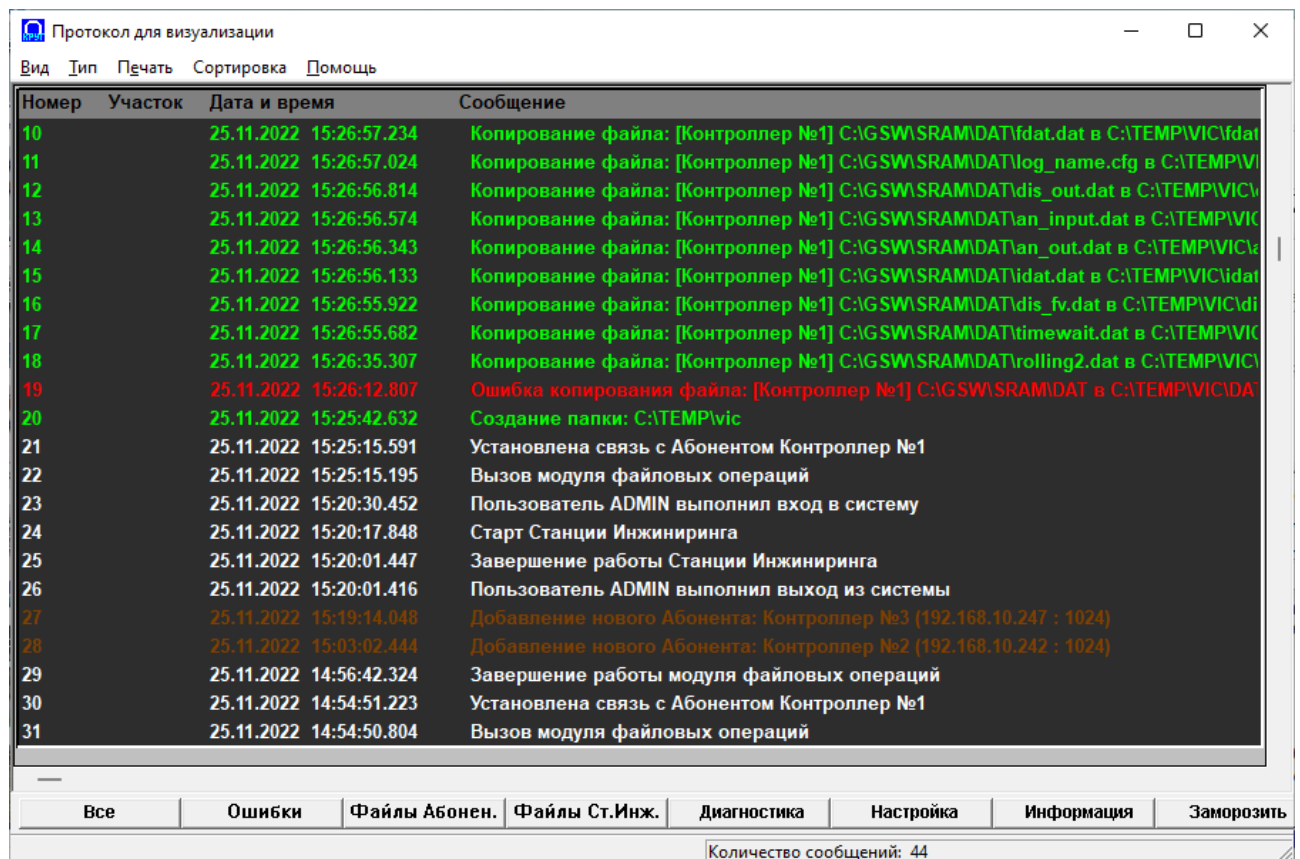 КРУГ Протокол для визуализации
Вид Тип Печать Сортировка Помощь
Номер Участок Дата и время Сообщение
10 25.11.2022 15:26:57.234 Копирование файла: [Контроллер №1] C:\GSW\SRAM\DAT\fdat.dat в C:\TEMP\VIC\fdat
11 25.11.2022 15:26:57.024 Копирование файла: [Контроллер №1] C:\GSW\SRAM\DAT\log_name.cfg в C:\TEMP\VI
12 25.11.2022 15:26:56.814 Копирование файла: [Контроллер №1] C:\GSW\SRAM\DAT\dis_out.dat в C:\TEMP\VIC\
13 25.11.2022 15:26:56.574 Копирование файла: [Контроллер №1] C:\GSW\SRAM\DAT\an_input.dat в C:\TEMP\VIC
14 25.11.2022 15:26:56.343 Копирование файла: [Контроллер №1] C:\GSW\SRAM\DAT\an_out.dat в C:\TEMP\VIC\a
15 25.11.2022 15:26:56.133 Копирование файла: [Контроллер №1] C:\GSW\SRAM\DAT\idat.dat в C:\TEMP\VIC\idat
16 25.11.2022 15:26:55.922 Копирование файла: [Контроллер №1] C:\GSW\SRAM\DAT\dis_fv.dat в C:\TEMP\VIC\di
17 25.11.2022 15:26:55.682 Копирование файла: [Контроллер №1] C:\GSW\SRAM\DAT\timewait.dat в C:\TEMP\VIC
18 25.11.2022 15:26:35.307 Копирование файла: [Контроллер №1] C:\GSW\SRAM\DAT\rolling2.dat в C:\TEMP\VIC\
19 25.11.2022 15:26:12.807 Ошибка копирования файла: [Контроллер №1] C:\GSW\SRAM\DAT в C:\TEMP\VIC\DAT
20 25.11.2022 15:25:42.632 Создание папки: C:\TEMP\vic
21 25.11.2022 15:25:15.591 Установлена связь с Абонентом Контроллер №1
22 25.11.2022 15:25:15.195 Вызов модуля файловых операций
23 25.11.2022 15:20:30.452 Пользователь ADMIN выполнил вход в систему
24 25.11.2022 15:20:17.848 Старт Станции Инжиниринга
25 25.11.2022 15:20:01.447 Завершение работы Станции Инжиниринга
26 25.11.2022 15:20:01.416 Пользователь ADMIN выполнил выход из системы
27 25.11.2022 15:19:14.048 Добавление нового Абонента: Контроллер №3 (192.168.10.247 : 1024)
28 25.11.2022 15:03:02.444 Добавление нового Абонента: Контроллер №2 (192.168.10.242 : 1024)
29 25.11.2022 14:56:42.324 Завершение работы модуля файловых операций
30 25.11.2022 14:54:51.223 Установлена связь с Абонентом Контроллер №1
31 25.11.2022 14:54:50.804 Вызов модуля файловых операций
Все Ошибки Файлы Абонен. Файлы Ст.Инж. Диагностика Настройка Информация Заморозить
Количество сообщений: 44